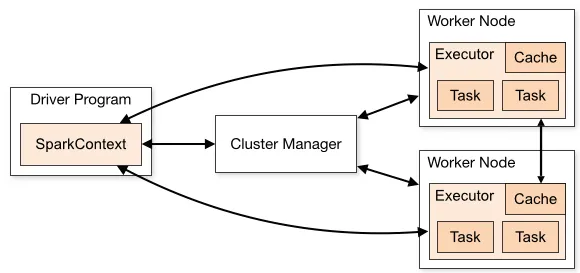 Driver Program
SparkContext
Cluster Manager
Worker Node
Executor
Cache
Task Task
Worker Node
Executor
Cache
Task Task